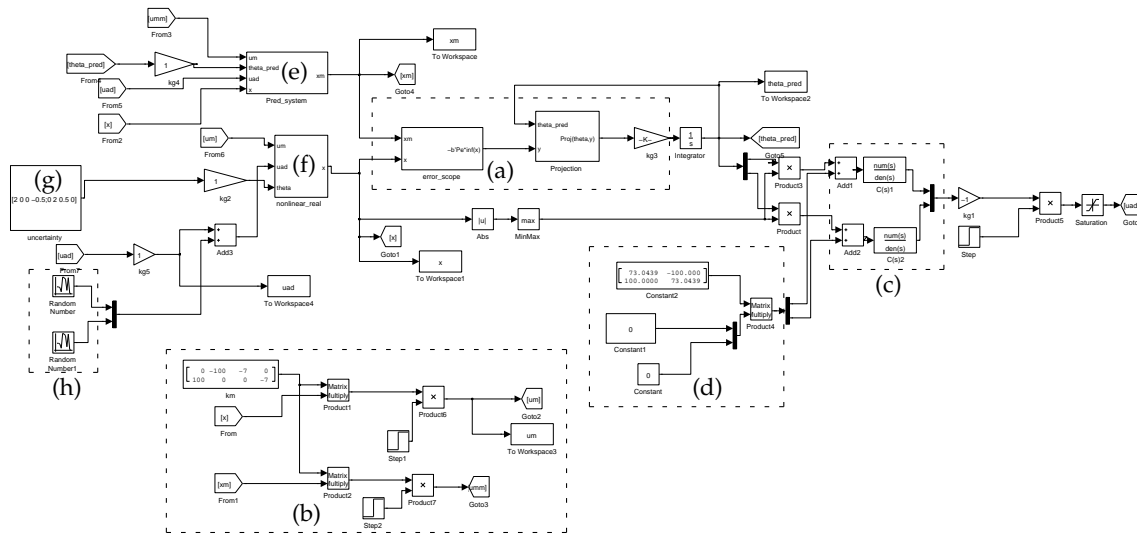 [umm]
From3
[theta_pred]
From4
1
kg4
[uad]
From5
[x]
From2
um
theta_pred
uad
x
(e)
xm
Pred_system
xm
To Workspace
[xm]
Goto4
theta_pred
To Workspace2
[um]
From6
um
uad
theta
(f)
x
nonlinear_real
xm
x
-b'Pe*inf(x)
error_scope
(a)
theta_pred
y
Proj(theta,y)
Projection
-K-
kg3
1
s
Integrator
[theta_pred]
Goto5
(g)
[2 0 0 -0.5;0 2 0.5 0]
uncertainty
1
kg2
Product3
Product
Add1
Add2
num(s)
den(s)
C(s)1
num(s)
den(s)
C(s)2
(c)
-1
kg1
Step
Product5
Saturation
[uad]
Goto
|u|
Abs
max
MinMax
[x]
Goto1
x
To Workspace1
[uad]
From7
1
kg5
Add3
uad
To Workspace4
Random
Number
Random
Number1
(h)
73.0439 -100.000
100.0000 73.0439
Constant2
0
Constant1
0
Constant
Matrix
Multiply
Product4
(d)
0 -100 -7 0
100 0 0 -7
km
[x]
From
Matrix
Multiply
Product1
Product6
Step1
[um]
Goto2
um
To Workspace3
[xm]
From1
Matrix
Multiply
Product2
Product7
Step2
[umm]
Goto3
(b)